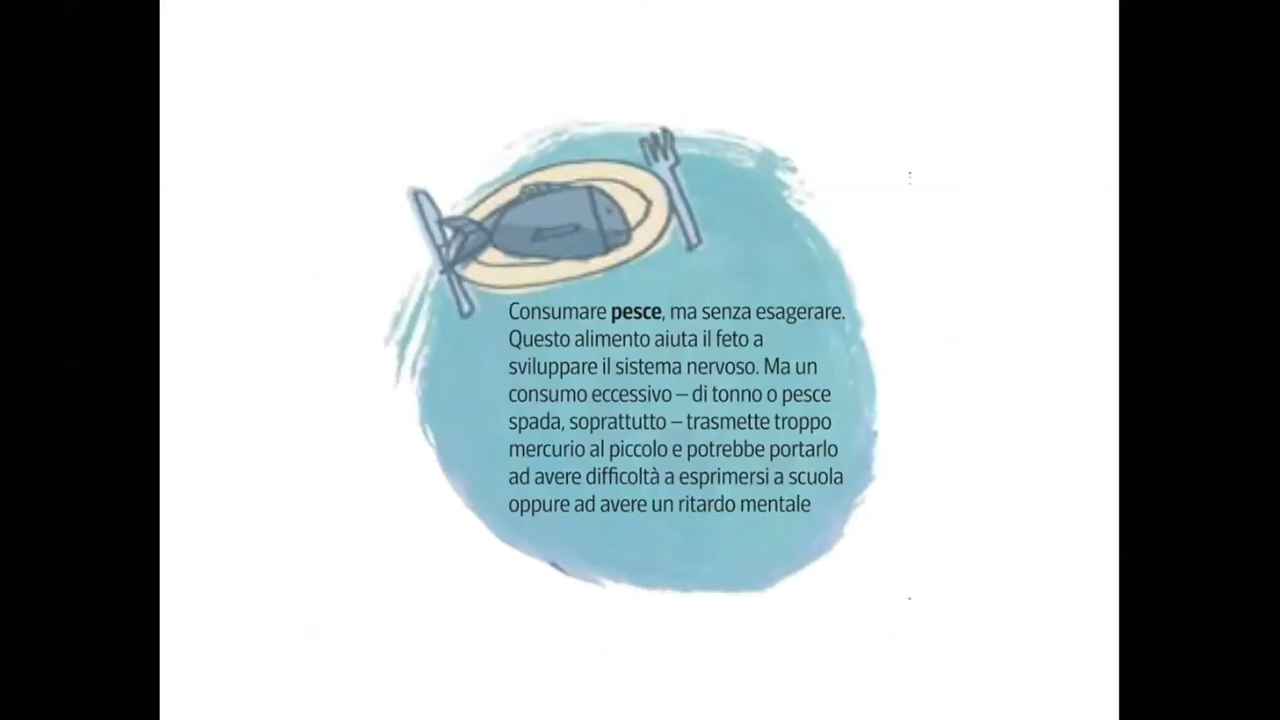 Consumare pesce, ma senza esagerare.
Questo alimento aiuta il feto a
sviluppare il sistema nervoso. Ma un
consumo eccessivo – di tonno o pesce
spada, soprattutto – trasmette troppo
mercurio al piccolo e potrebbe portarlo
ad avere difficoltà a esprimersi a scuola
oppure ad avere un ritardo mentale